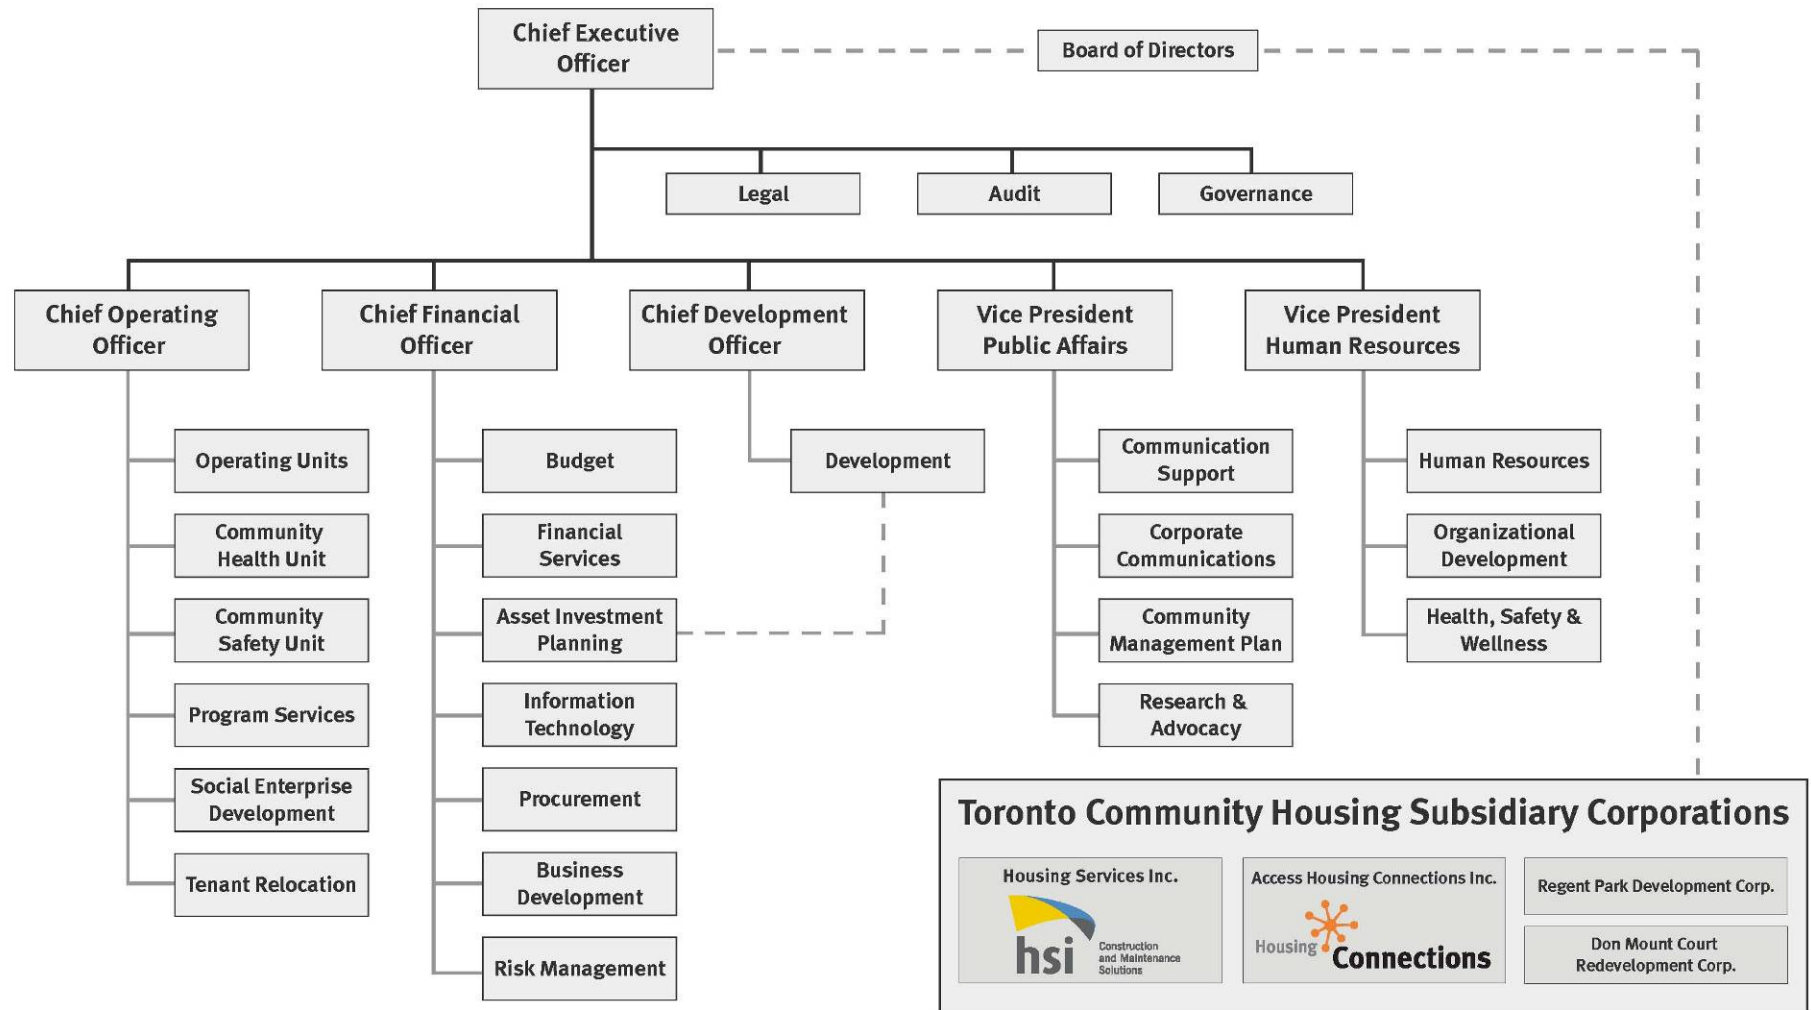 Chief Executive
Officer
Board of Directors
Legal
Audit
Governance
Chief Operating
Officer
Chief Financial
Officer
Chief Development
Officer
Vice President
Public Affairs
Vice President
Human Resources
Operating Units
Community
Health Unit
Community
Safety Unit
Program Services
Social Enterprise
Development
Tenant Relocation
Budget
Financial
Services
Asset Investment
Planning
Information
Technology
Procurement
Business
Development
Risk Management
Development
Communication
Support
Corporate
Communications
Community
Management Plan
Research &
Advocacy
Human Resources
Organizational
Development
Health, Safety &
Wellness
Toronto Community Housing Subsidiary Corporations
Housing Services Inc.
hsi
Construction
and Maintenance
Solutions
Access Housing Connections Inc.
Housing
Connections
Regent Park Development Corp.
Don Mount Court
Redevelopment Corp.